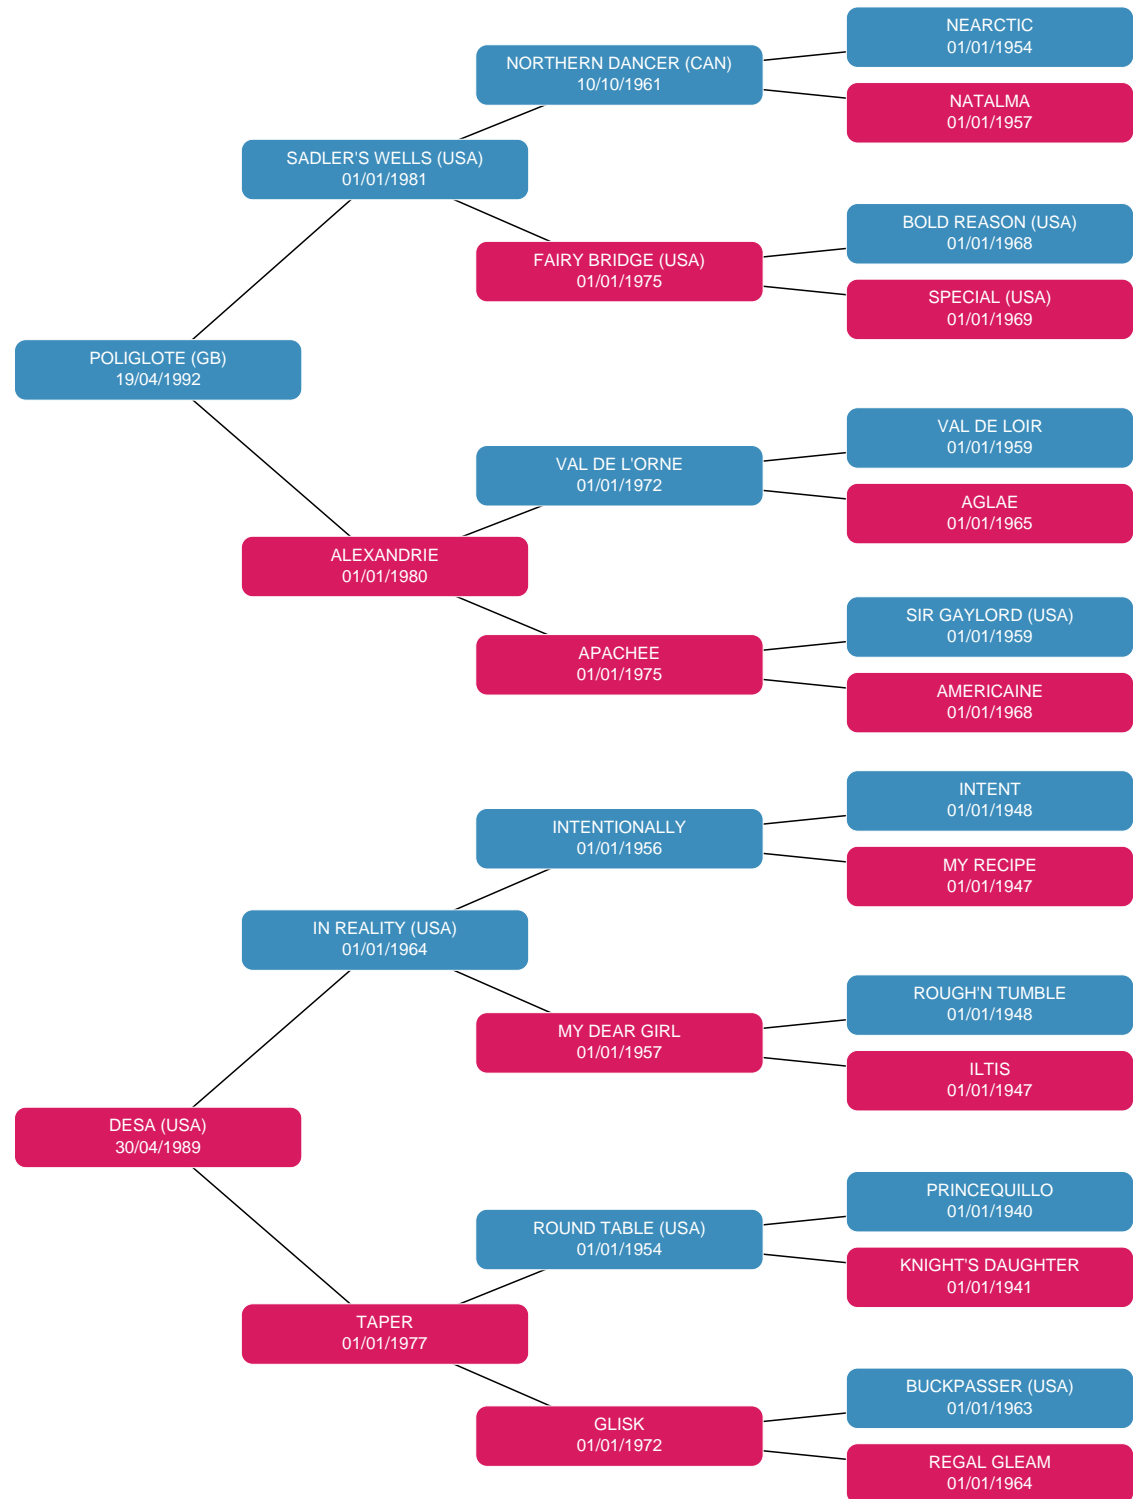 NEARCTIC
01/01/1954
NORTHERN DANCER (CAN)
10/10/1961
NATALMA
01/01/1957
SADLER'S WELLS (USA)
01/01/1981
BOLD REASON (USA)
01/01/1968
FAIRY BRIDGE (USA)
01/01/1975
SPECIAL (USA)
01/01/1969
POLIGLOTE (GB)
19/04/1992
VAL DE LOIR
01/01/1959
VAL DE L'ORNE
01/01/1972
AGLAE
01/01/1965
ALEXANDRIE
01/01/1980
SIR GAYLORD (USA)
01/01/1959
APACHEE
01/01/1975
AMERICAINE
01/01/1968
INTENT
01/01/1948
INTENTIONALLY
01/01/1956
MY RECIPE
01/01/1947
IN REALITY (USA)
01/01/1964
ROUGH'N TUMBLE
01/01/1948
MY DEAR GIRL
01/01/1957
ILTIS
01/01/1947
DESA (USA)
30/04/1989
PRINCEQUILLO
01/01/1940
ROUND TABLE (USA)
01/01/1954
KNIGHT'S DAUGHTER
01/01/1941
TAPER
01/01/1977
BUCKPASSER (USA)
01/01/1963
GLISK
01/01/1972
REGAL GLEAM
01/01/1964